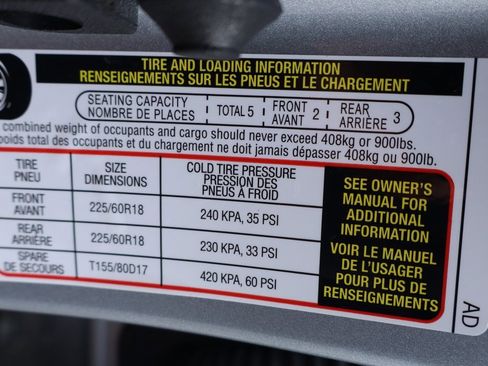 TIRE AND LOADING INFORMATION
RENSEIGNEMENTS SUR LES PNEUS ET LE CHARGEMENT
SEATING CAPACITY
NOMBRE DE PLACES
TOTAL 5
FRONT
AVANT
2
REAR
ARRIÈRE
3
combined weight of occupants and cargo should never exceed 408kg or 900lbs.
poids total des occupants et du chargement ne doit jamais dépasser 408kg ou 900lb.
TIRE
PNEU
SIZE
DIMENSIONS
COLD TIRE PRESSURE
PRESSION DES
PNEUS À FROID
FRONT
AVANT
225/60R18
240 KPA, 35 PSI
REAR
ARRIÈRE
225/60R18
230 KPA, 33 PSI
SPARE
DE SECOURS
T155/80D17
420 KPA, 60 PSI
SEE OWNER'S
MANUAL FOR
ADDITIONAL
INFORMATION
VOIR LE MANUEL
DE L'USAGER
POUR PLUS DE
RENSEIGNEMENTS
AD